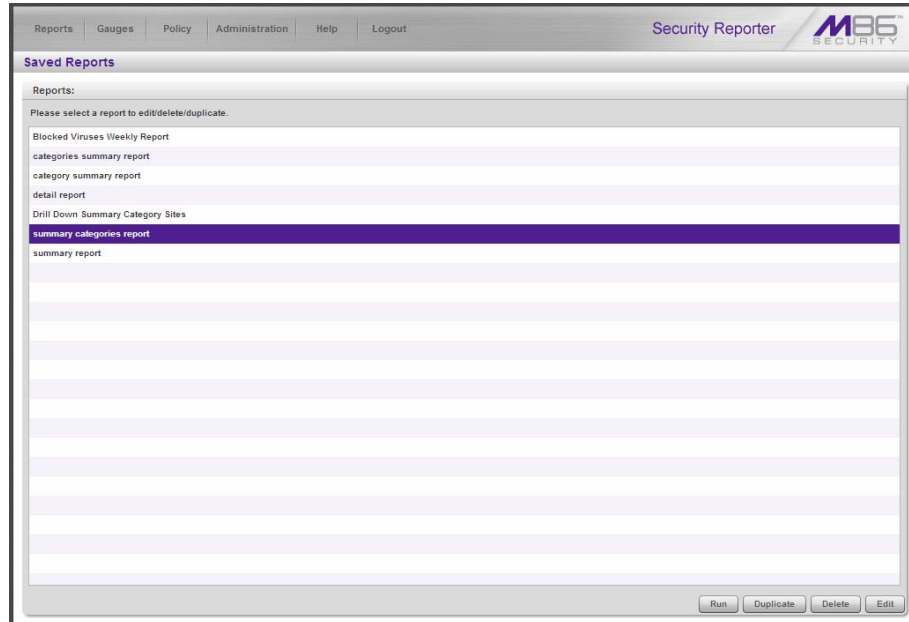 Reports Gauges Policy Administration Help Logout Security Reporter M86™
SECURITY
Saved Reports
Reports:
Please select a report to edit/delete/duplicate.
Blocked Viruses Weekly Report
categories summary report
category summary report
detail report
Drill Down Summary Category Sites
summary categories report
summary report
Run Duplicate Delete Edit